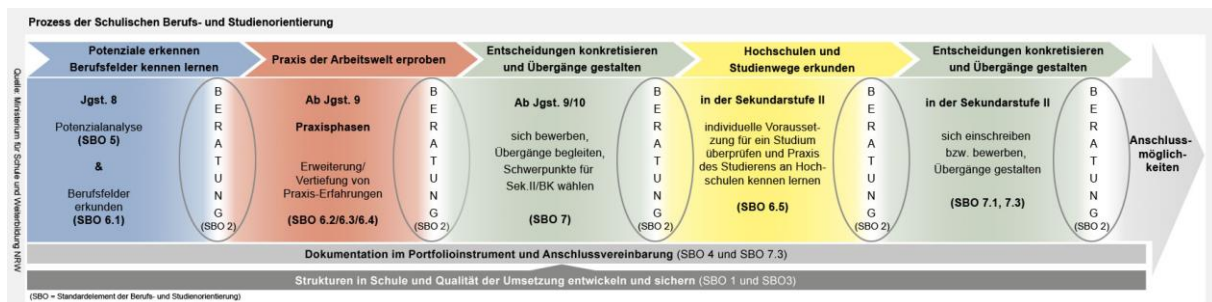 Prozess der Schulischen Berufs- und Studienorientierung
Potenziale erkennen
Berufsfelder kennen lernen
Praxis der Arbeitswelt erproben
Entscheidungen konkretisieren
und Übergänge gestalten
Hochschulen und
Studienwege erkunden
Entscheidungen konkretisieren
und Übergänge gestalten
Quelle: Ministerium für Schule und Weiterbildung NRW
Jgst. 8
Potenzialanalyse
(SBO 5)
&
Berufsfelder
erkunden
(SBO 6.1)
BERATUNG
(SBO 2)
Ab Jgst. 9
Praxisphasen
Erweiterung/
Vertiefung von
Praxis-Erfahrungen
(SBO 6.2/6.3/6.4)
BERATUNG
(SBO 2)
Ab Jgst. 9/10
sich bewerben,
Übergänge begleiten,
Schwerpunkte für
Sek.II/BK wählen
(SBO 7)
BERATUNG
(SBO 2)
in der Sekundarstufe II
individuelle Vorausset-
zung für ein Studium
überprüfen und Praxis
des Studierens an Hoch-
schulen kennen lernen
(SBO 6.5)
BERATUNG
(SBO 2)
in der Sekundarstufe II
sich einschreiben
bzw. bewerben,
Übergänge gestalten
(SBO 7.1, 7.3)
BERATUNG
(SBO 2)
Anschluss-
möglich-
keiten
Dokumentation im Portfolioinstrument und Anschlussvereinbarung (SBO 4 und SBO 7.3)
Strukturen in Schule und Qualität der Umsetzung entwickeln und sichern (SBO 1 und SBO3)
(SBO = Standardelement der Berufs- und Studienorientierung)